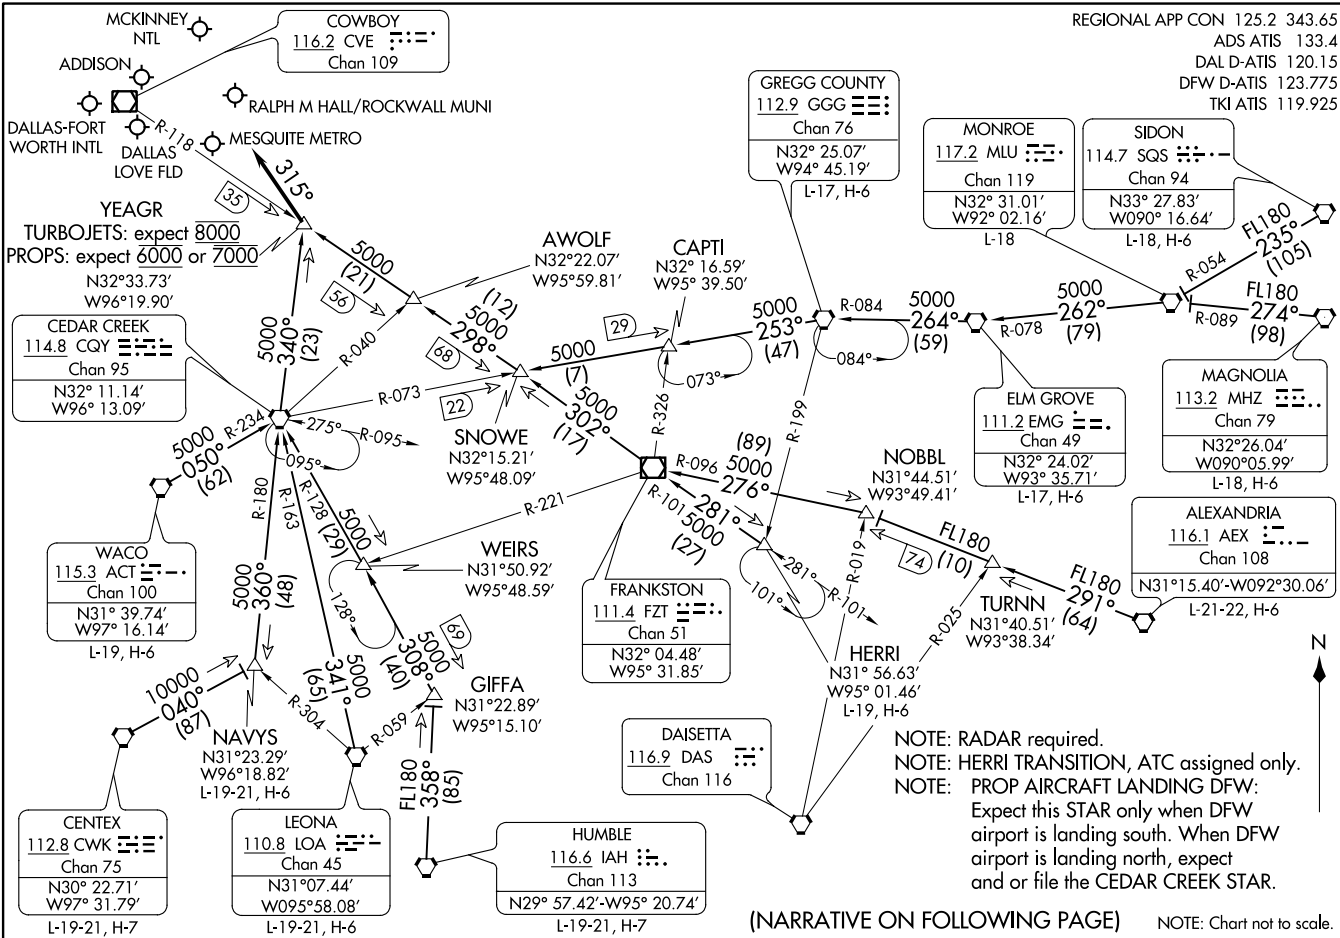 MCKINNEY
NTL
ADDISON
DALLAS-FORT
WORTH INTL
DALLAS
LOVE FLD
RALPH M HALL/ROCKWALL MUNI
MESQUITE METRO
COWBOY
116.2 CVE
Chan 109
REGIONAL APP CON 125.2 343.65
ADS ATIS 133.4
DAL D-ATIS 120.15
DFW D-ATIS 123.775
TKI ATIS 119.925
GREGG COUNTY
112.9 GGG
Chan 76
N32° 25.07'
W94° 45.19'
L-17, H-6
MONROE
117.2 MLU
Chan 119
N32° 31.01'
W92° 02.16'
L-18
SIDON
114.7 SQS
Chan 94
N33° 27.83'
W090° 16.64'
L-18, H-6
R-118
35
315°
YEAGR
TURBOJETS: expect 8000
PROPS: expect 6000 or 7000
N32°33.73'
W96°19.90'
5000
(21)
56
AWOLF
N32°22.07'
W95°59.81'
CAPTI
N32° 16.59'
W95° 39.50'
(12)
5000
298°
68
29
5000
253°
(47)
R-084
084°
5000
264°
(59)
R-078
5000
262°
(79)
R-054
FL180
235°
(105)
R-089
FL180
274°
(98)
CEDAR CREEK
114.8 CQY
Chan 95
N32° 11.14'
W96° 13.09'
5000
340°
(23)
R-040
R-073
22
5000
(7)
073°
SNOWE
N32°15.21'
W95°48.09'
5000
302°
(17)
R-326
R-199
ELM GROVE
111.2 EMG
Chan 49
N32° 24.02'
W93° 35.71'
L-17, H-6
MAGNOLIA
113.2 MHZ
Chan 79
N32°26.04'
W090°05.99'
L-18, H-6
R-234
5000
050°
(62)
275°
R-095
095°
R-180
R-163
R-128
5000
(29)
R-221
WEIRS
N31°50.92'
W95°48.59'
R-096
(89)
5000
276°
R-101
281°
5000
(27)
NOBBL
N31°44.51'
W93°49.41'
74
FL180
(10)
TURNN
N31°40.51'
W93°38.34'
FL180
291°
(64)
ALEXANDRIA
116.1 AEX
Chan 108
N31°15.40'-W092°30.06'
L-21-22, H-6
WACO
115.3 ACT
Chan 100
N31° 39.74'
W97° 16.14'
L-19, H-6
5000
360°
(48)
128°
69
5000
308°
(40)
5000
341°
(65)
FRANKSTON
111.4 FZT
Chan 51
N32° 04.48'
W95° 31.85'
281°
R-101
101°
R-019
R-025
HERRI
N31° 56.63'
W95° 01.46'
L-19, H-6
N
10000
040°
(87)
NAVYS
N31°23.29'
W96°18.82'
L-19-21, H-6
R-304
R-059
GIFFA
N31°22.89'
W95°15.10'
FL180
358°
(85)
DAISETTA
116.9 DAS
Chan 116
CENTEX
112.8 CWK
Chan 75
N30° 22.71'
W97° 31.79'
L-19-21, H-7
LEONA
110.8 LOA
Chan 45
N31°07.44'
W095°58.08'
L-19-21, H-6
HUMBLE
116.6 IAH
Chan 113
N29° 57.42'-W95° 20.74'
L-19-21, H-7
NOTE: RADAR required.
NOTE: HERRI TRANSITION, ATC assigned only.
NOTE: PROP AIRCRAFT LANDING DFW:
Expect this STAR only when DFW
airport is landing south. When DFW
airport is landing north, expect
and or file the CEDAR CREEK STAR.
(NARRATIVE ON FOLLOWING PAGE)
NOTE: Chart not to scale.